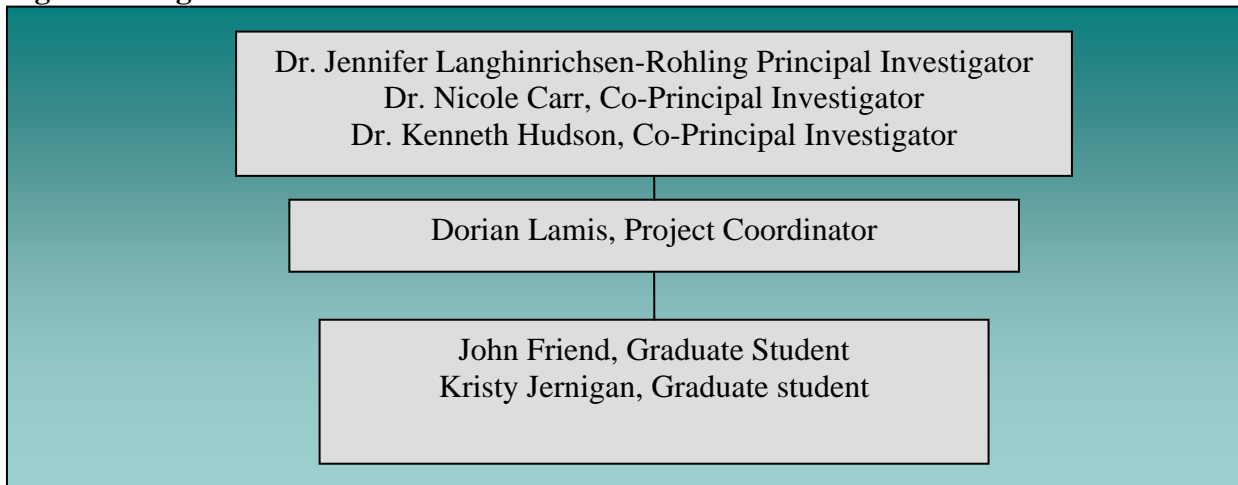 Dr. Jennifer Langhinrichsen-Rohling Principal Investigator
Dr. Nicole Carr, Co-Principal Investigator
Dr. Kenneth Hudson, Co-Principal Investigator
Dorian Lamis, Project Coordinator
John Friend, Graduate Student
Kristy Jernigan, Graduate student